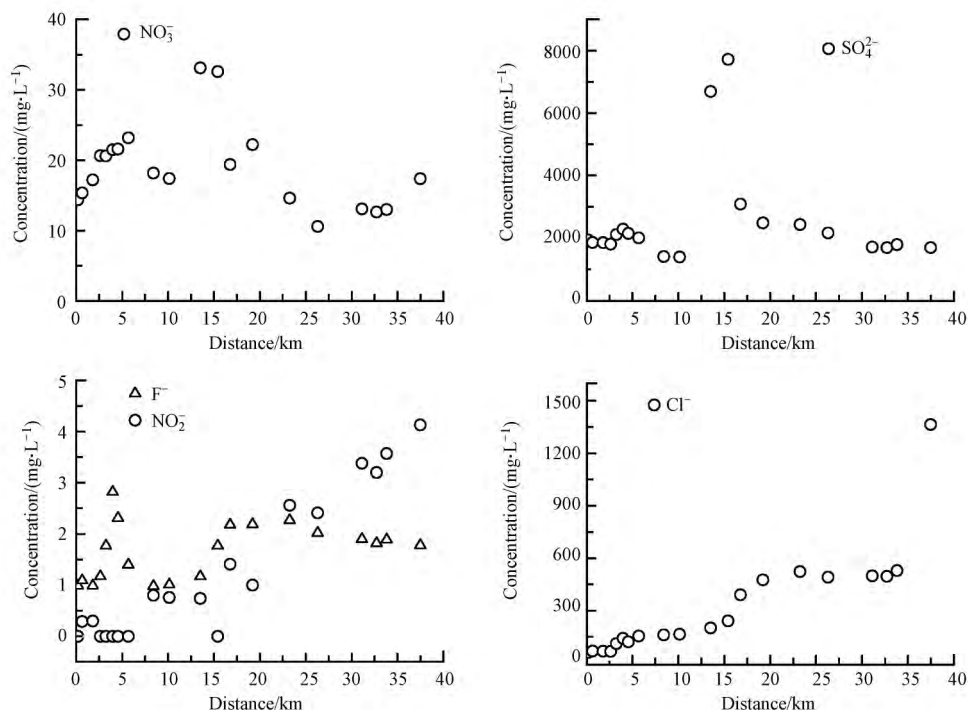 40
30
20
10
0
Concentration/(mg·L⁻¹)
NO₃⁻
0 5 10 15 20 25 30 35 40
Distance/km
8000
6000
4000
2000
0
Concentration/(mg·L⁻¹)
SO₄²⁻
0 5 10 15 20 25 30 35 40
Distance/km
5
4
3
2
1
0
Concentration/(mg·L⁻¹)
F⁻
NO₂⁻
0 5 10 15 20 25 30 35 40
Distance/km
1500
1200
900
600
300
0
Concentration/(mg·L⁻¹)
Cl⁻
0 5 10 15 20 25 30 35 40
Distance/km